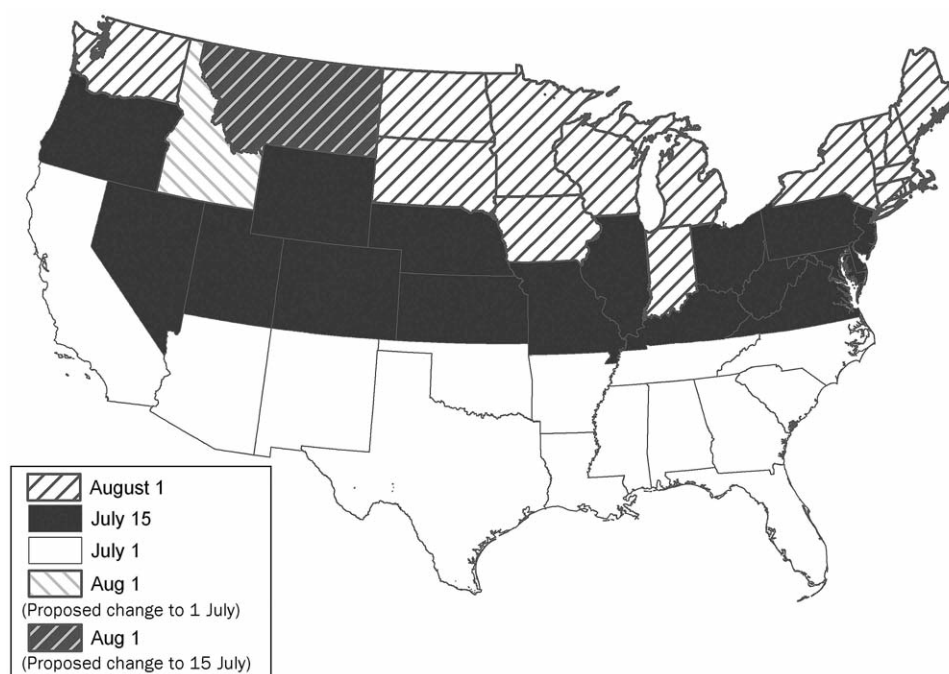 August 1
July 15
July 1
Aug 1
(Proposed change to 1 July)
Aug 1
(Proposed change to 15 July)